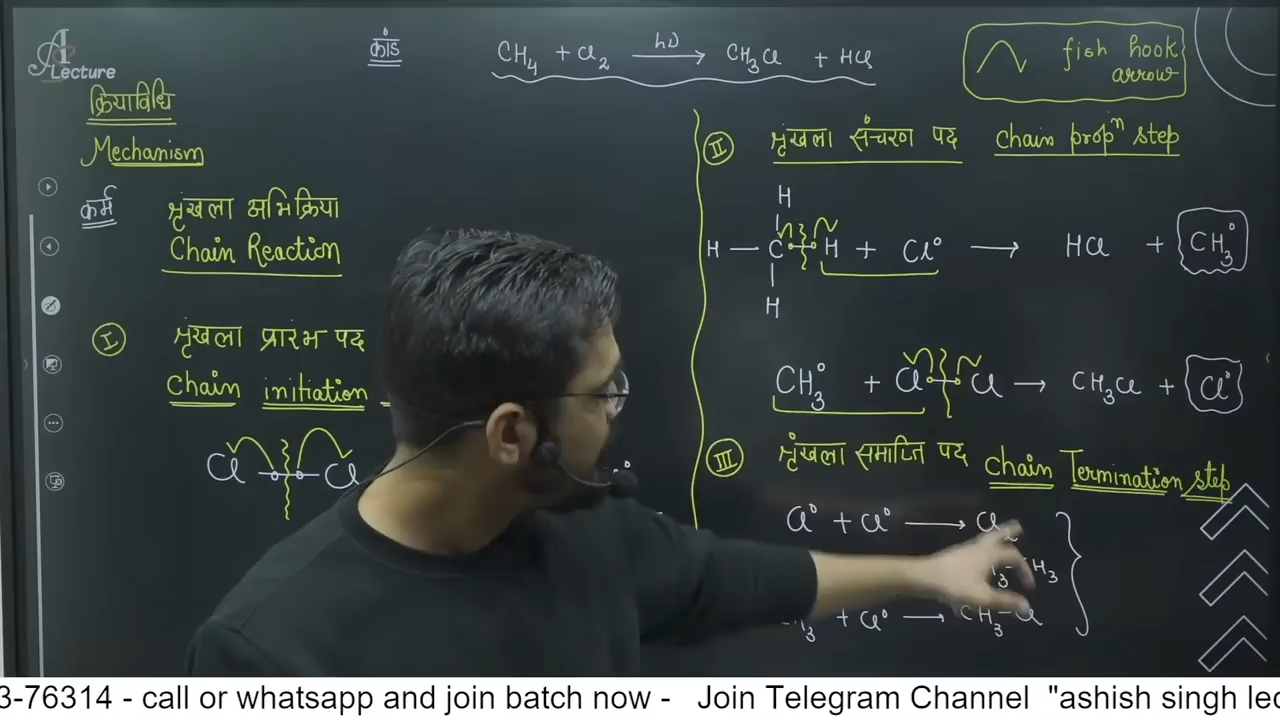 A Lecture
कांड
CH₄ + Cl₂ —hν→ CH₃Cl + HCl
fish hook
arrow
क्रियाविधि
Mechanism
कर्म
श्रृंखला अभिक्रिया
Chain Reaction
I श्रृंखला प्रारंभ पद
Chain initiation
Cl Cl
II श्रृंखला संचरण पद Chain propⁿ step
H
H — C H + Cl° → HCl + CH₃°
H
CH₃° + Cl Cl → CH₃Cl + Cl°
III श्रृंखला समाप्ति पद Chain Termination step
Cl° + Cl° → Cl₂
H₃
+ Cl° → CH₃–Cl
3-76314 - call or whatsapp and join batch now - Join Telegram Channel "ashish singh lec